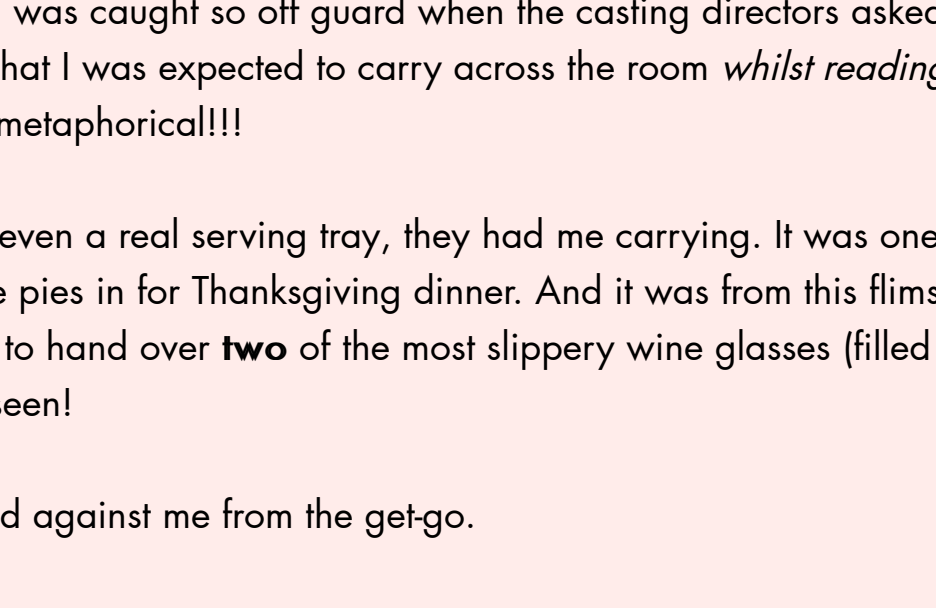 was caught so off guard when the casting directors asked
hat I was expected to carry across the room whilst reading
metaphorical!!!
even a real serving tray, they had me carrying. It was one
e pies in for Thanksgiving dinner. And it was from this flims
to hand over two of the most slippery wine glasses (filled
seen!
d against me from the get-go.